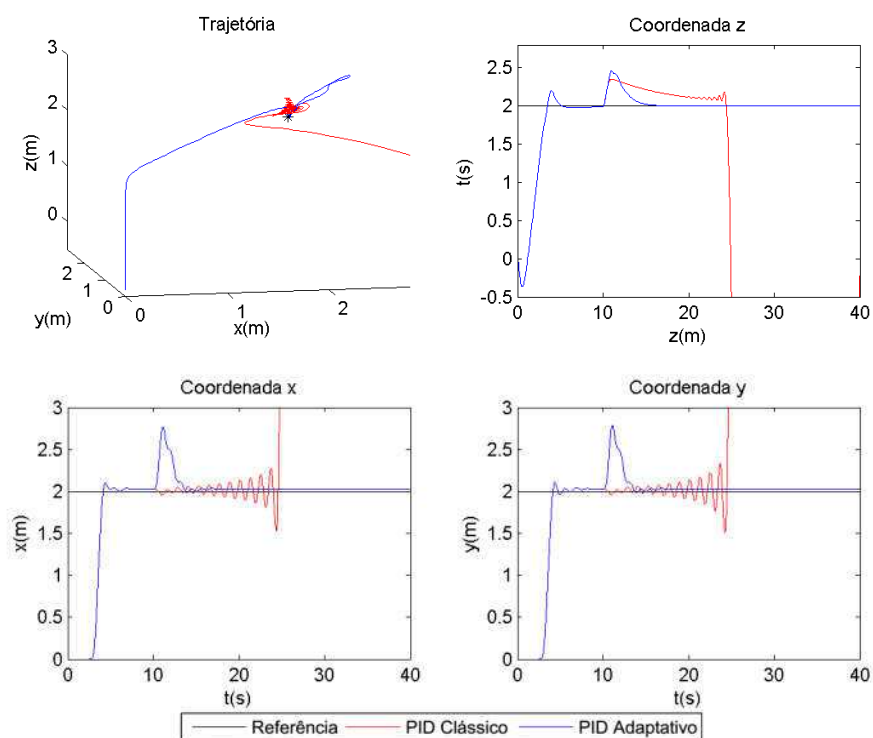 Trajetória
3
2
1
0
z(m)
2
1
0
y(m)
0
1
2
x(m)
Coordenada z
2.5
2
1.5
1
0.5
0
-0.5
t(s)
0
10
20
30
40
z(m)
Coordenada x
3
2.5
2
1.5
1
0.5
0
x(m)
0
10
20
30
40
t(s)
Coordenada y
3
2.5
2
1.5
1
0.5
0
y(m)
0
10
20
30
40
t(s)
Referência
PID Clássico
PID Adaptativo